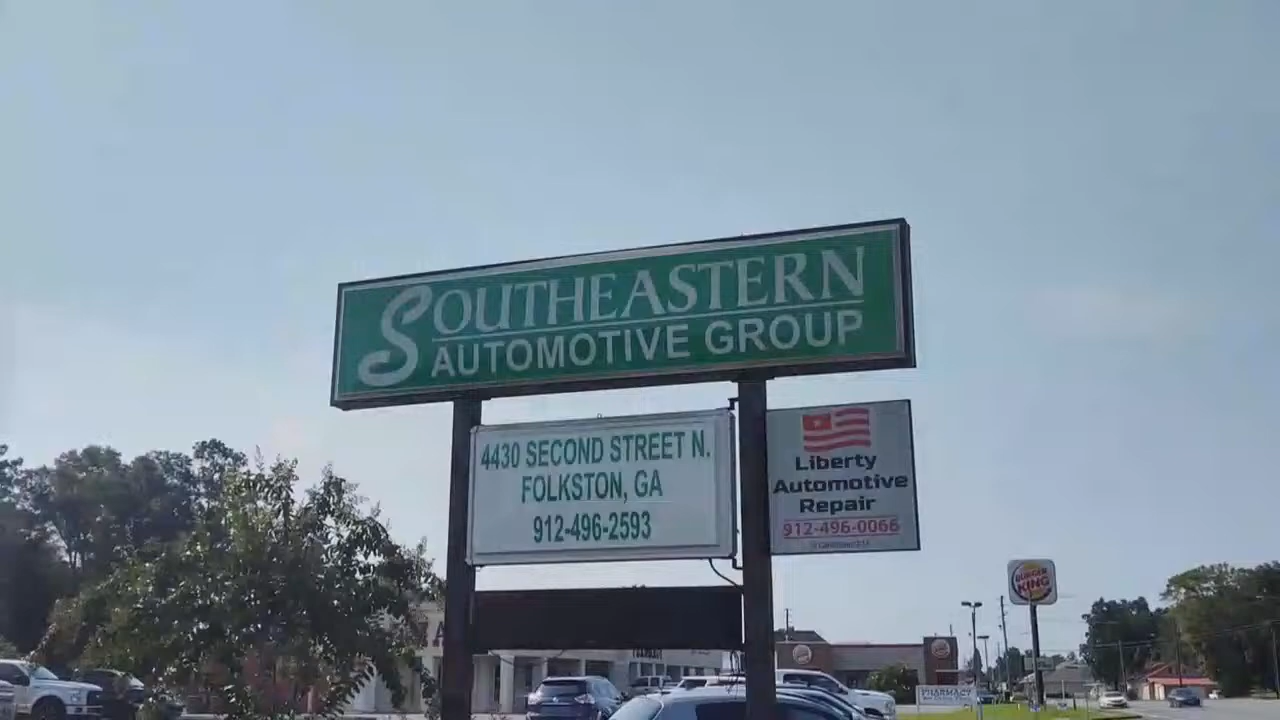 SOUTHEASTERN
AUTOMOTIVE GROUP
4430 SECOND STREET N.
FOLKSTON, GA
912-496-2593
Liberty
Automotive
Repair
912-496-0066
BURGER
KING
PHARMACY